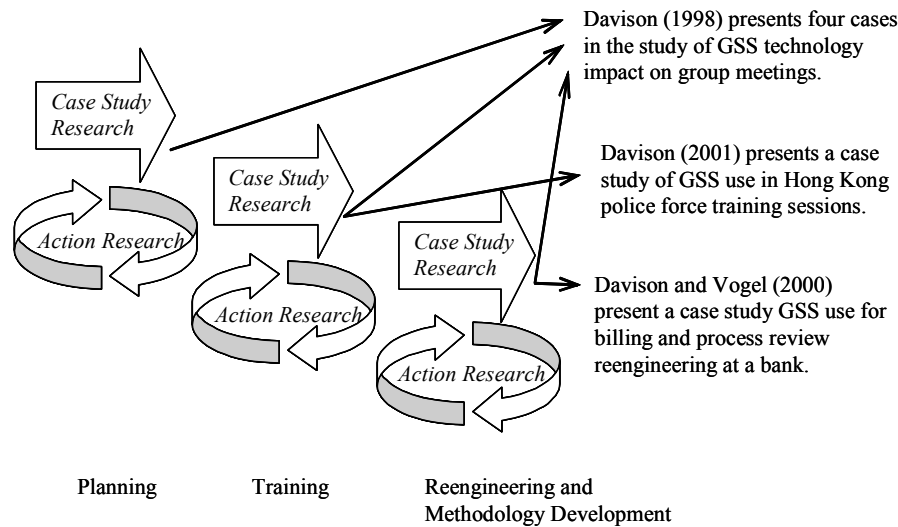 Davison (1998) presents four cases
in the study of GSS technology
impact on group meetings.
Case Study
Research
Action Research
Case Study
Research
Action Research
Case Study
Research
Action Research
Davison (2001) presents a case
study of GSS use in Hong Kong
police force training sessions.
Davison and Vogel (2000)
present a case study GSS use for
billing and process review
reengineering at a bank.
Planning
Training
Reengineering and
Methodology Development